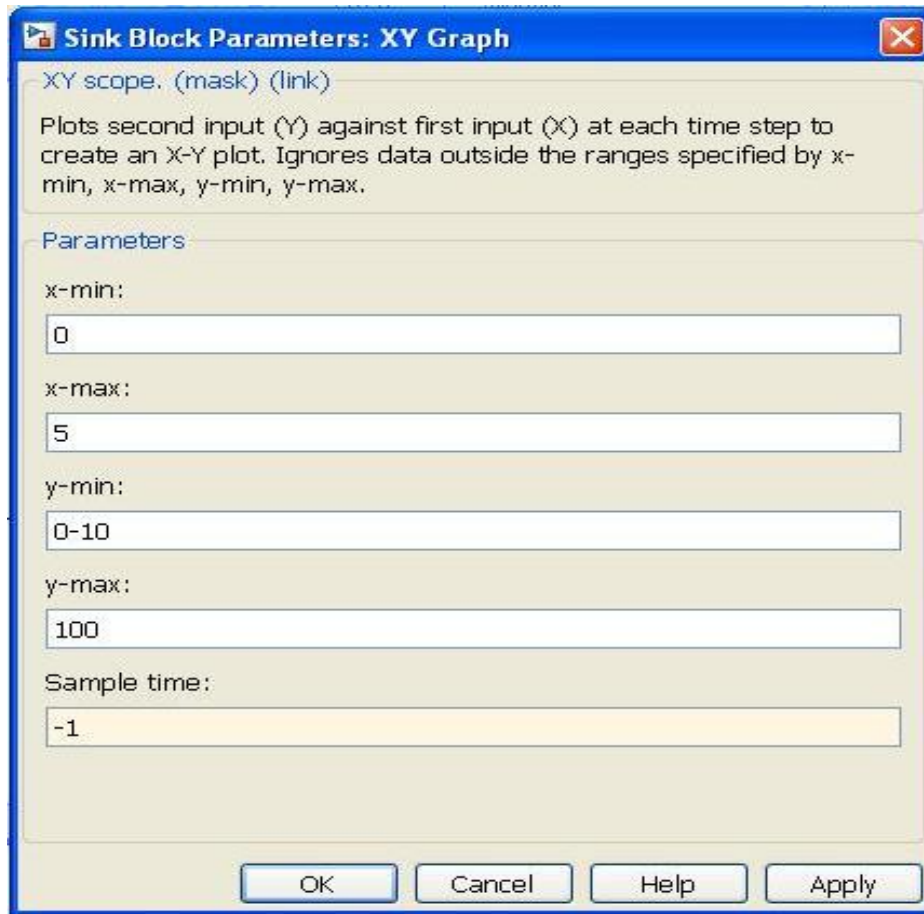 Sink Block Parameters: XY Graph
XY scope. (mask) (link)
Plots second input (Y) against first input (X) at each time step to
create an X-Y plot. Ignores data outside the ranges specified by x-
min, x-max, y-min, y-max.
Parameters
x-min:
0
x-max:
5
y-min:
0-10
y-max:
100
Sample time:
-1
OK Cancel Help Apply